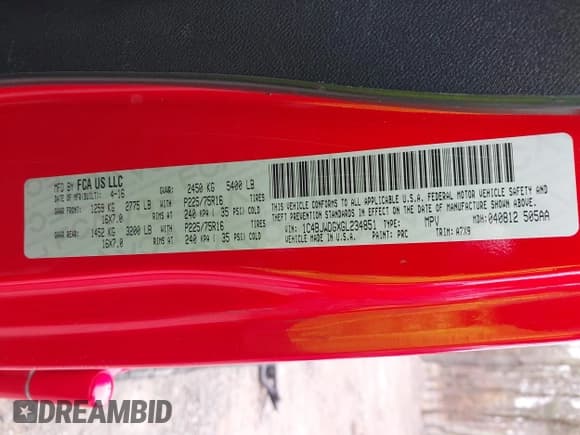 MFD BY FCA US LLC
DATE OF MFR(BUILT): 4-16 GVWR: 2450 KG 5400 LB
GAWR FRONT: 1259 KG 2775 LB WITH P225/75R16 TIRES
16X7.0 RIMS AT 240 KPA( 35 PSI) COLD
GAWR REAR: 1452 KG 3200 LB WITH P225/75R16 TIRES
16X7.0 RIMS AT 240 KPA( 35 PSI) COLD
THIS VEHICLE CONFORMS TO ALL APPLICABLE U.S.A. FEDERAL MOTOR VEHICLE SAFETY AND
THEFT PREVENTION STANDARDS IN EFFECT ON THE DATE OF MANUFACTURE SHOWN ABOVE.
VIN: 1C4BJWDGXGL234851 TYPE: MPV MDH: 040812 505AA
VEHICLE MADE IN U.S.A. PAINT: PRC TRIM: A7X9
DREAMBID